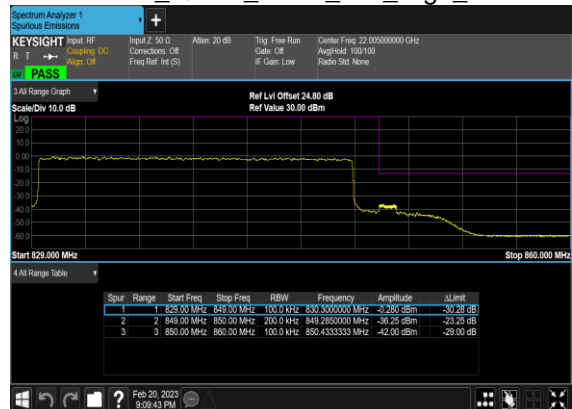 Spectrum Analyzer 1
Spurious Emissions
KEYSIGHT
R T
Input: RF
Coupling: DC
Align: Off
Input Z: 50 Ω
Corrections: Off
Freq Ref: Int (S)
Atten: 20 dB
Trig: Free Run
Gate: Off
IF Gain: Low
Center Freq: 22.005000000 GHz
Avg|Hold: 100/100
Radio Std: None
PASS
3 All Range Graph
Scale/Div 10.0 dB
Ref Lvl Offset 24.80 dB
Ref Value 30.00 dBm
Log
20.0
10.0
0.00
-10.0
-20.0
-30.0
-40.0
-50.0
-60.0
Start 829.000 MHz
Stop 860.000 MHz
4 All Range Table
Spur Range Start Freq Stop Freq RBW Frequency Amplitude ΔLimit
1 1 829.00 MHz 849.00 MHz 100.0 kHz 830.3000000 MHz -0.280 dBm -30.28 dB
2 2 849.00 MHz 850.00 MHz 200.0 kHz 849.2850000 MHz -36.25 dBm -23.25 dB
3 3 850.00 MHz 860.00 MHz 100.0 kHz 850.4333333 MHz -42.00 dBm -29.00 dB
?
Feb 20, 2023
9:09:43 PM